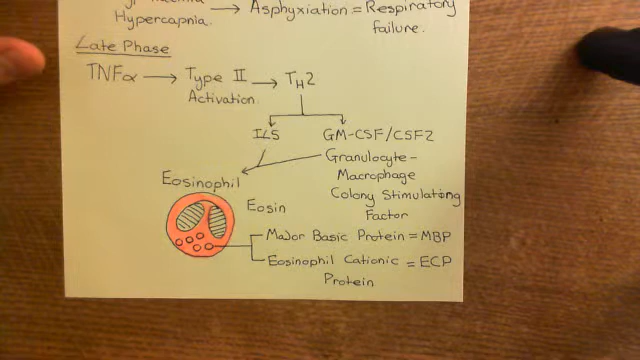 Hypercapnia. → Asphyxiation = Respiratory
failure.
Late Phase
TNFα → Type II → TH2
Activation.
IL5 GM-CSF/CSF2
Granulocyte-
Macrophage
Colony Stimulating
Factor
Eosinophil
Eosin
Major Basic Protein = MBP
Eosinophil Cationic = ECP
Protein